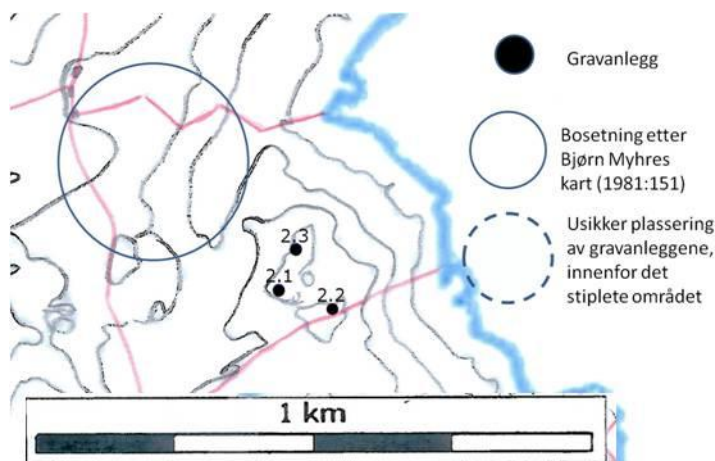 Gravanlegg
Bosetning etter
Bjørn Myhres
kart (1981:151)
Usikker plassering
av gravanleggene,
innenfor det
stiplete området
2.3
2.1
2.2
1 km